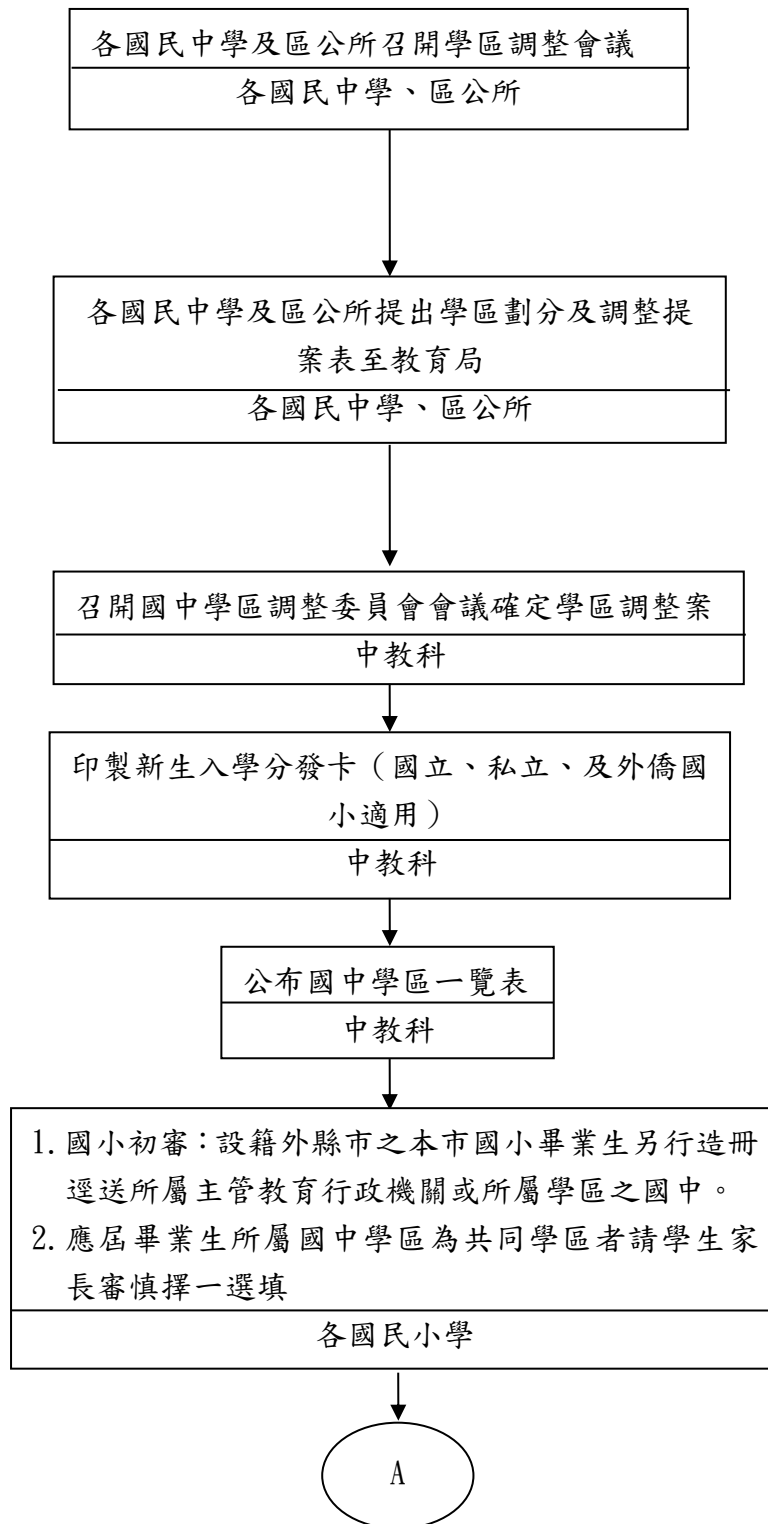 各國民中學及區公所召開學區調整會議
各國民中學、區公所
各國民中學及區公所提出學區劃分及調整提
案表至教育局
各國民中學、區公所
召開國中學區調整委員會會議確定學區調整案
中教科
印製新生入學分發卡（國立、私立、及外僑國
小適用）
中教科
公布國中學區一覽表
中教科
1.國小初審：設籍外縣市之本市國小畢業生另行造冊
逕送所屬主管教育行政機關或所屬學區之國中。
2.應屆畢業生所屬國中學區為共同學區者請學生家
長審慎擇一選填
各國民小學
A